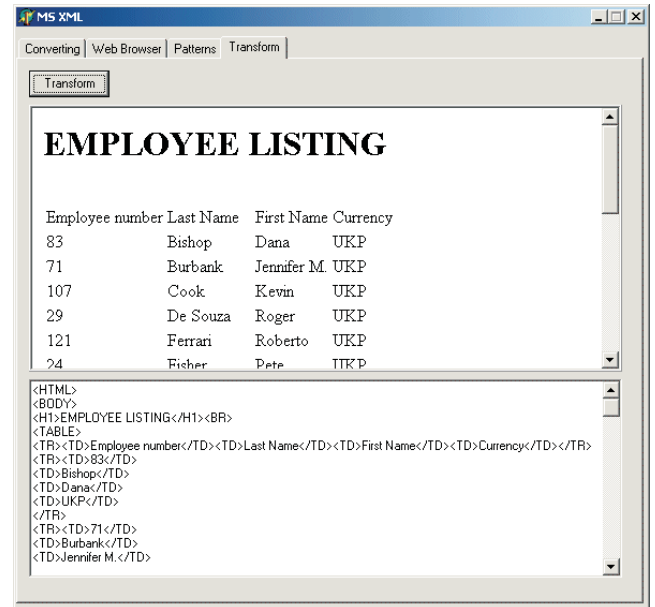 MS XML
Converting Web Browser Patterns Transform
Transform
EMPLOYEE LISTING
Employee number Last Name First Name Currency
83 Bishop Dana UKP
71 Burbank Jennifer M. UKP
107 Cook Kevin UKP
29 De Souza Roger UKP
121 Ferrari Roberto UKP
24 Fisher Pete UKP
<HTML>
<BODY>
<H1>EMPLOYEE LISTING</H1><BR>
<TABLE>
<TR><TD>Employee number</TD><TD>Last Name</TD><TD>First Name</TD><TD>Currency</TD></TR>
<TR><TD>83</TD>
<TD>Bishop</TD>
<TD>Dana</TD>
<TD>UKP</TD>
</TR>
<TR><TD>71</TD>
<TD>Burbank</TD>
<TD>Jennifer M.</TD>